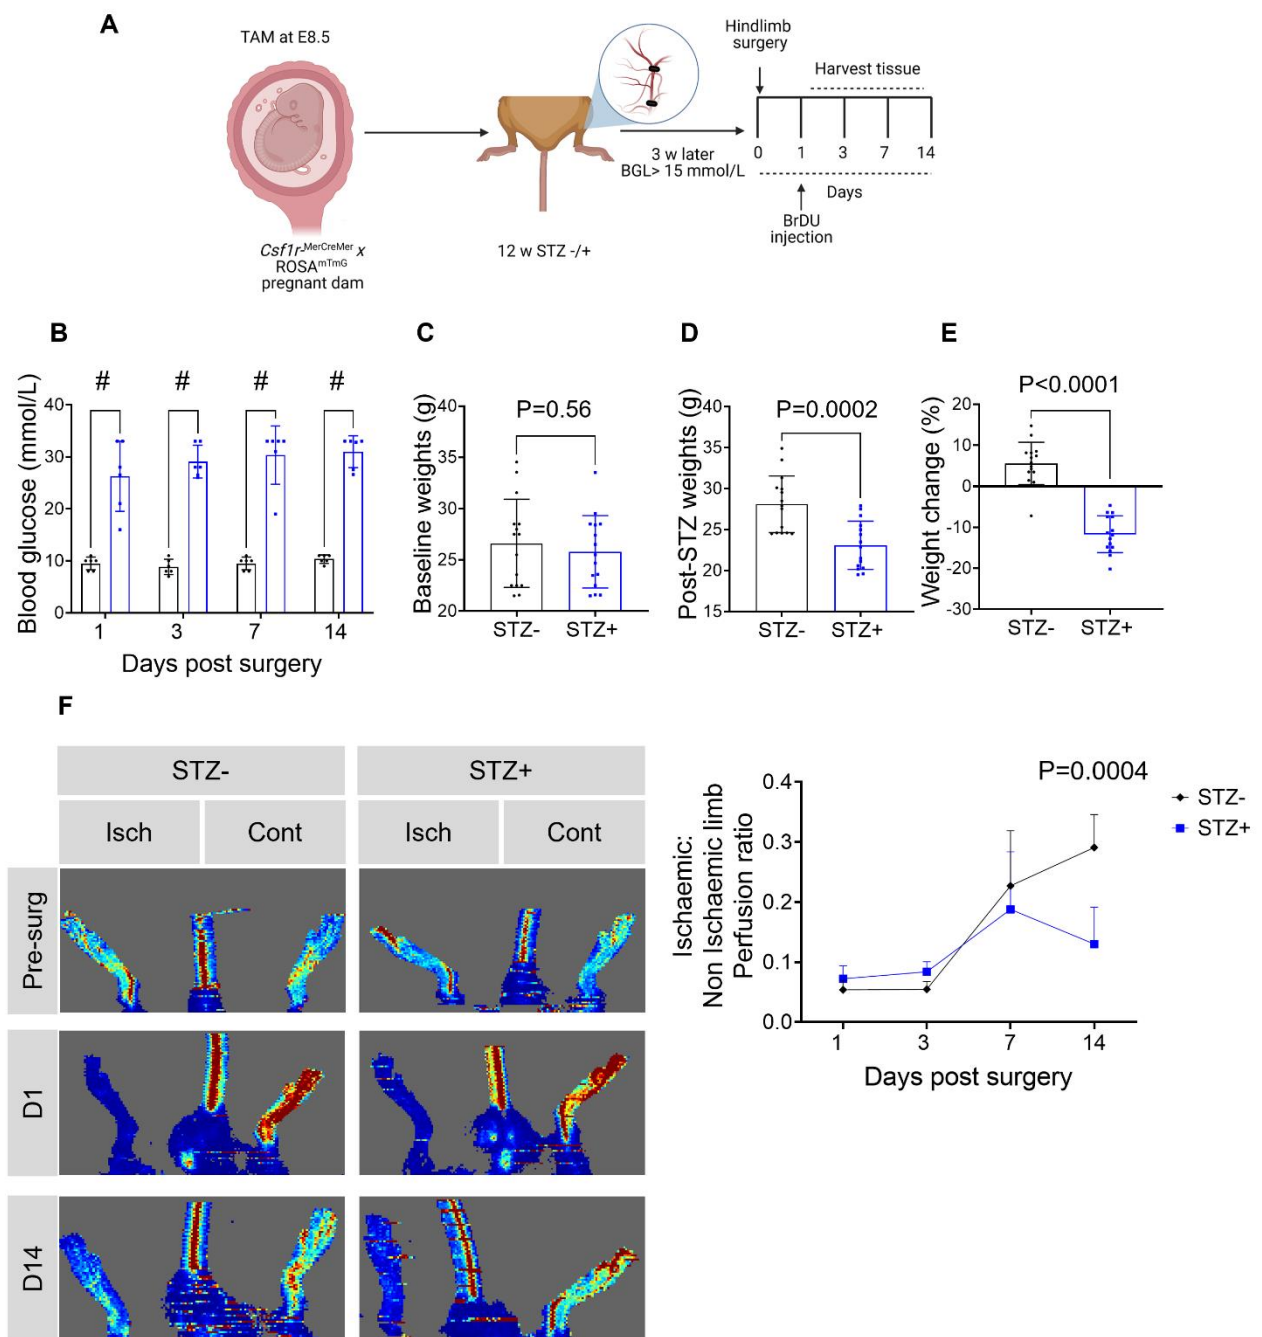 A
TAM at E8.5
Csf1r-MerCreMer x
ROSAmTmG
pregnant dam
12 w STZ -/+
3 w later
BGL> 15 mmol/L
Hindlimb
surgery
Harvest tissue
0 1 3 7 14
Days
BrDU
injection
B
# # # #
Blood glucose (mmol/L)
40
30
20
10
0
1 3 7 14
Days post surgery
C
P=0.56
Baseline weights (g)
40
35
30
25
20
STZ- STZ+
D
P=0.0002
Post-STZ weights (g)
40
35
30
25
20
15
STZ- STZ+
E
P<0.0001
Weight change (%)
20
10
0
-10
-20
-30
STZ- STZ+
F
STZ- STZ+
Isch Cont Isch Cont
Pre-surg
D1
D14
P=0.0004
Ischaemic:
Non Ischaemic limb
Perfusion ratio
0.4
0.3
0.2
0.1
0.0
1 3 7 14
Days post surgery
STZ-
STZ+